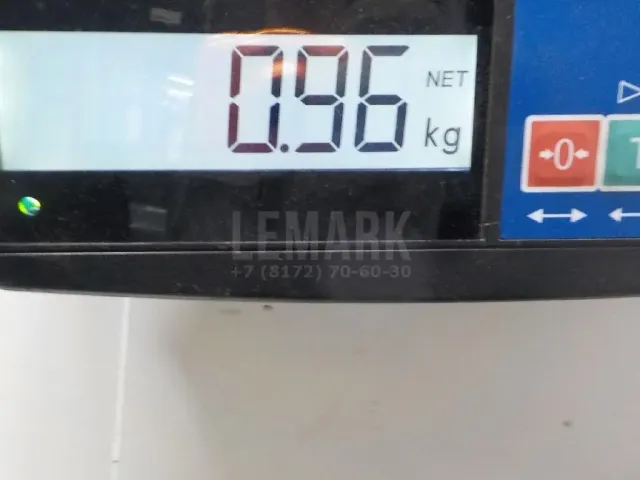 0.96
NET
kg
→0←
LEMARK
+7 (8172) 70-60-30